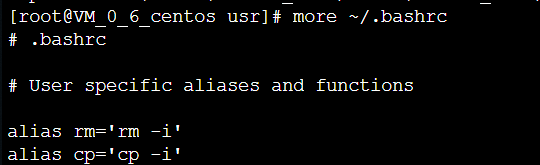 [root@VM_0_6_centos usr]# more ~/.bashrc
# .bashrc
# User specific aliases and functions
alias rm='rm -i'
alias cp='cp -i'